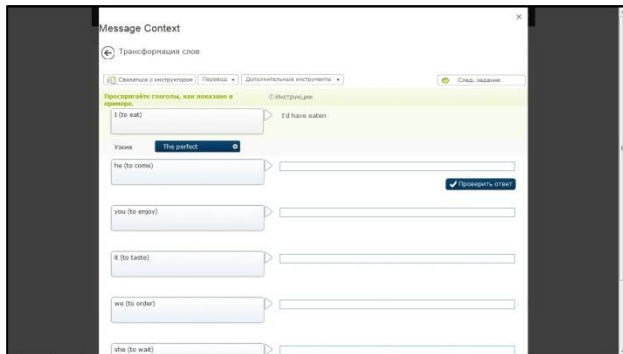 Message Context
Трансформация слов
Связаться с инструктором Перевод Дополнительные инструменты След. задание
Проспрягайте глаголы, как показано в примере.
Инструкции
I (to eat) I'd have eaten
Узкие The perfect
he (to come)
Проверить ответ
you (to enjoy)
it (to taste)
we (to order)
she (to wait)